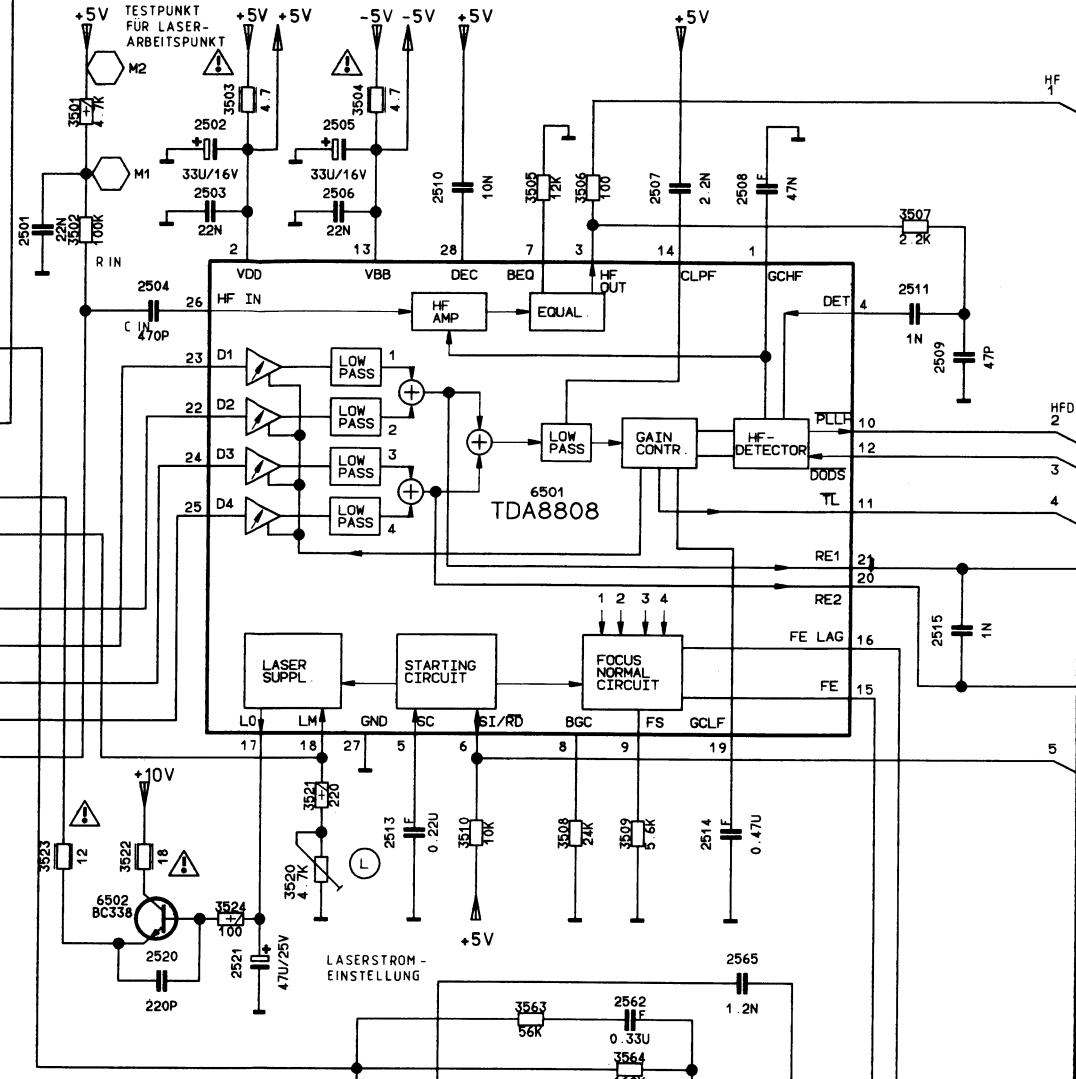 +5V
TESTPUNKT
FÜR LASER-
ARBEITSPUNKT
+5V
+5V
-5V
-5V
+5V
+5V
M2
3501
4.7K
3503
4.7
3504
4.7
HF
1
2502
33U/16V
2505
33U/16V
M1
2503
22N
2506
22N
2510
10N
3505
12K
3506
100
2507
2.2N
2508
F
47N
2501
22N
3502
100K
3507
2.2K
R IN
2
13
28
7
3
14
1
VDD
VBB
DEC
BEQ
HF
OUT
CLPF
GCHF
2504
C IN
470P
26
HF IN
HF
AMP
EQUAL.
DET
4
2511
1N
2509
47P
23
D1
LOW
PASS
1
22
D2
LOW
PASS
2
24
D3
LOW
PASS
3
25
D4
LOW
PASS
4
LOW
PASS
GAIN
CONTR.
HF-
DETECTOR
PLLH
10
HFD
2
12
3
DODS
6501
TDA8808
TL
11
4
RE1
21
20
RE2
2515
1N
1 2 3 4
FE LAG
16
LASER
SUPPL.
STARTING
CIRCUIT
FOCUS
NORMAL
CIRCUIT
FE
15
LO
LM
GND
SC
SI/RD
BGC
FS
GCLF
17
18
27
5
6
8
9
19
5
+10V
3521
220
2513
F
0.22U
3510
10K
3508
24K
3509
5.6K
2514
F
0.47U
3523
12
3522
18
3520
4.7K
L
6502
BC338
3524
100
+5V
2520
220P
2521
47U/25V
LASERSTROM-
EINSTELLUNG
2565
1.2N
3563
56K
2562
F
0.33U
3564